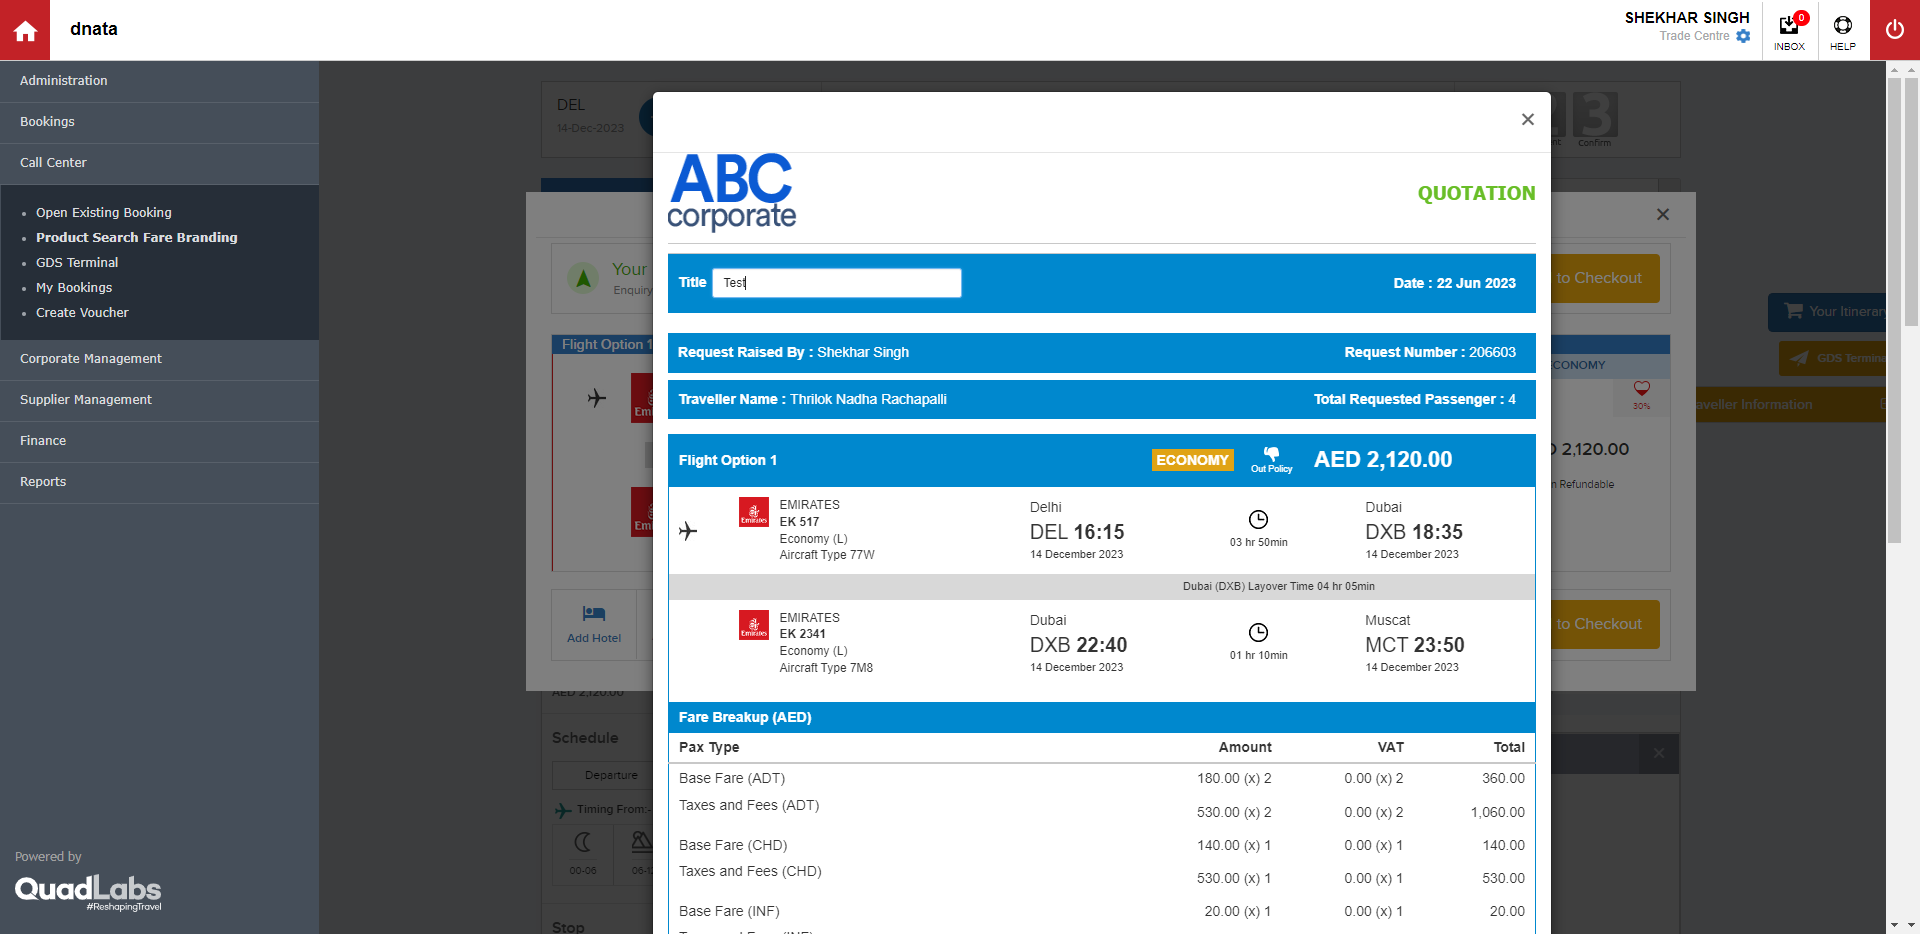 dnata
SHEKHAR SINGH
Trade Centre
0
INBOX
HELP
Administration
Bookings
Call Center
Open Existing Booking
Product Search Fare Branding
GDS Terminal
My Bookings
Create Voucher
Corporate Management
Supplier Management
Finance
Reports
Powered by
QuadLabs
#ReshapingTravel
DEL
14-Dec-2023
3
Confirm
Your
Enquiry
to Checkout
Flight Option 1
ECONOMY
30%
2,120.00
Refundable
Add Hotel
to Checkout
Your Itinerary
GDS Terminal
Traveller Information
AED 2,120.00
Schedule
Departure
Timing From:-
00-06
Stop
ABC
corporate
QUOTATION
Title Test
Date : 22 Jun 2023
Request Raised By : Shekhar Singh
Request Number : 206603
Traveller Name : Thrilok Nadha Rachapalli
Total Requested Passenger : 4
Flight Option 1
ECONOMY
Out Policy
AED 2,120.00
Emirates
EMIRATES
EK 517
Economy (L)
Aircraft Type 77W
Delhi
DEL 16:15
14 December 2023
03 hr 50min
Dubai
DXB 18:35
14 December 2023
Dubai (DXB) Layover Time 04 hr 05min
Emirates
EMIRATES
EK 2341
Economy (L)
Aircraft Type 7M8
Dubai
DXB 22:40
14 December 2023
01 hr 10min
Muscat
MCT 23:50
14 December 2023
Fare Breakup (AED)
Pax Type Amount VAT Total
Base Fare (ADT) 180.00 (x) 2 0.00 (x) 2 360.00
Taxes and Fees (ADT) 530.00 (x) 2 0.00 (x) 2 1,060.00
Base Fare (CHD) 140.00 (x) 1 0.00 (x) 1 140.00
Taxes and Fees (CHD) 530.00 (x) 1 0.00 (x) 1 530.00
Base Fare (INF) 20.00 (x) 1 0.00 (x) 1 20.00